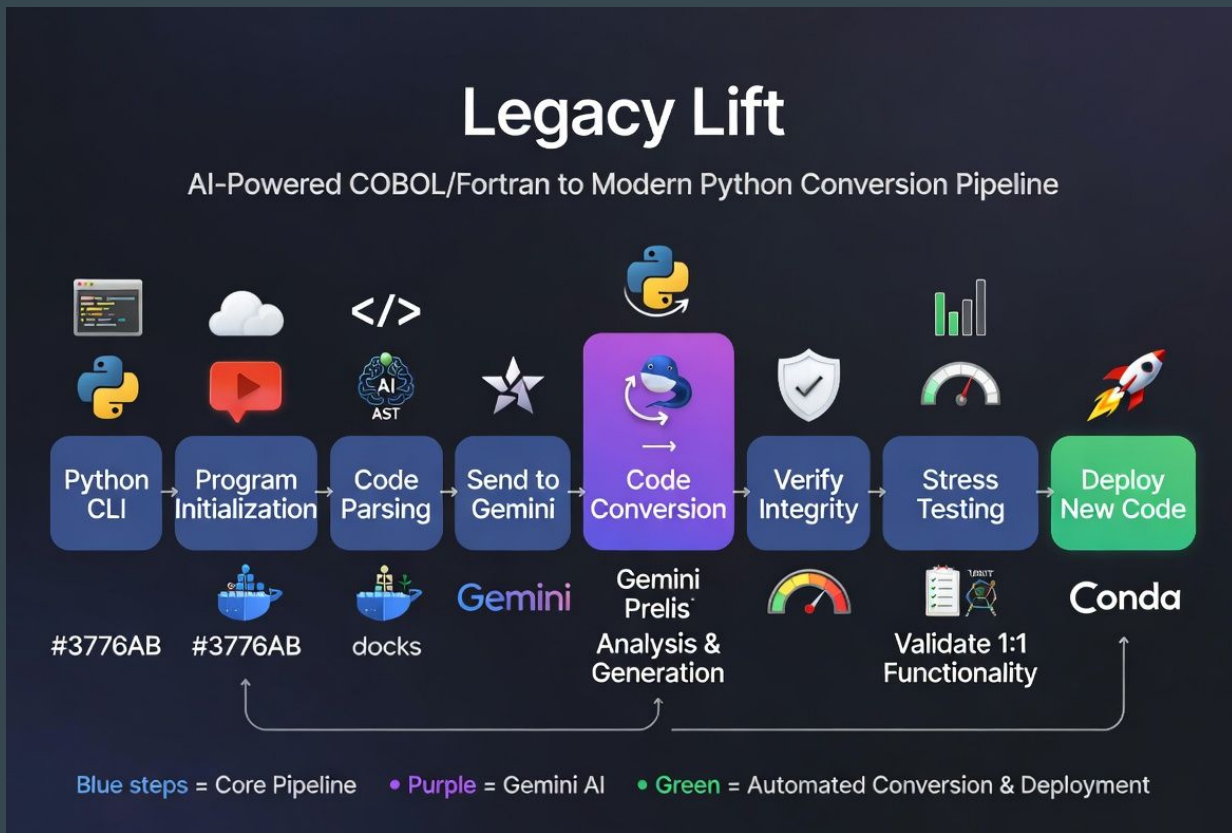 Legacy Lift
AI-Powered COBOL/Fortran to Modern Python Conversion Pipeline
</>
AI
AST
Python
CLI
Program
Initialization
Code
Parsing
Send to
Gemini
Code
Conversion
Verify
Integrity
Stress
Testing
Deploy
New Code
#3776AB
#3776AB
docks
Gemini
Gemini
Prelis
Analysis &
Generation
Validate 1:1
Functionality
Conda
Blue steps = Core Pipeline
• Purple = Gemini AI
• Green = Automated Conversion & Deployment